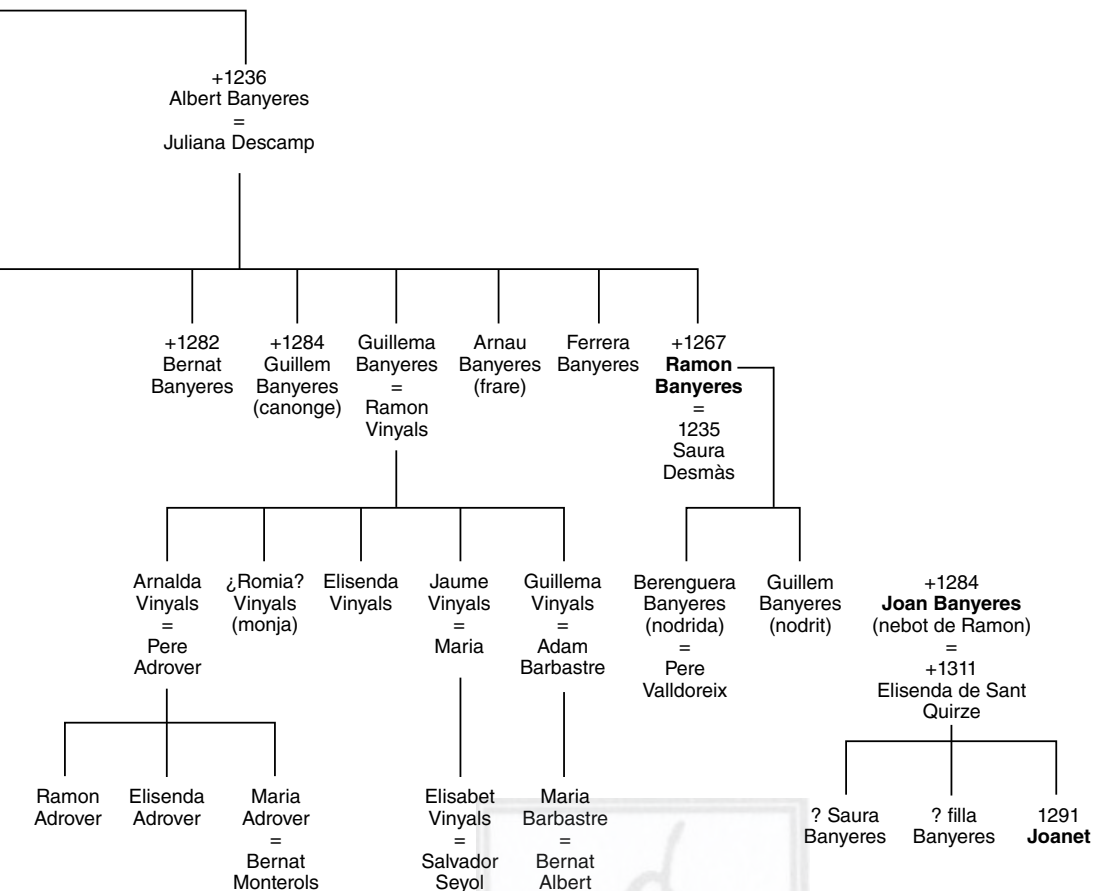 +1236
Albert Banyeres
=
Juliana Descamp
+1282
Bernat
Banyeres
+1284
Guillem
Banyeres
(canonge)
Guillema
Banyeres
=
Ramon
Vinyals
Arnau
Banyeres
(frare)
Ferrera
Banyeres
+1267
Ramon
Banyeres
=
1235
Saura
Desmàs
Arnalda
Vinyals
=
Pere
Adrover
¿Romia?
Vinyals
(monja)
Elisenda
Vinyals
Jaume
Vinyals
=
Maria
Guillema
Vinyals
=
Adam
Barbastre
Berenguera
Banyeres
(nodrida)
=
Pere
Valldoreix
Guillem
Banyeres
(nodrit)
+1284
Joan Banyeres
(nebot de Ramon)
=
+1311
Elisenda de Sant
Quirze
Ramon
Adrover
Elisenda
Adrover
Maria
Adrover
=
Bernat
Monterols
Elisabet
Vinyals
=
Salvador
Seyol
Maria
Barbastre
=
Bernat
Albert
? Saura
Banyeres
? filla
Banyeres
1291
Joanet